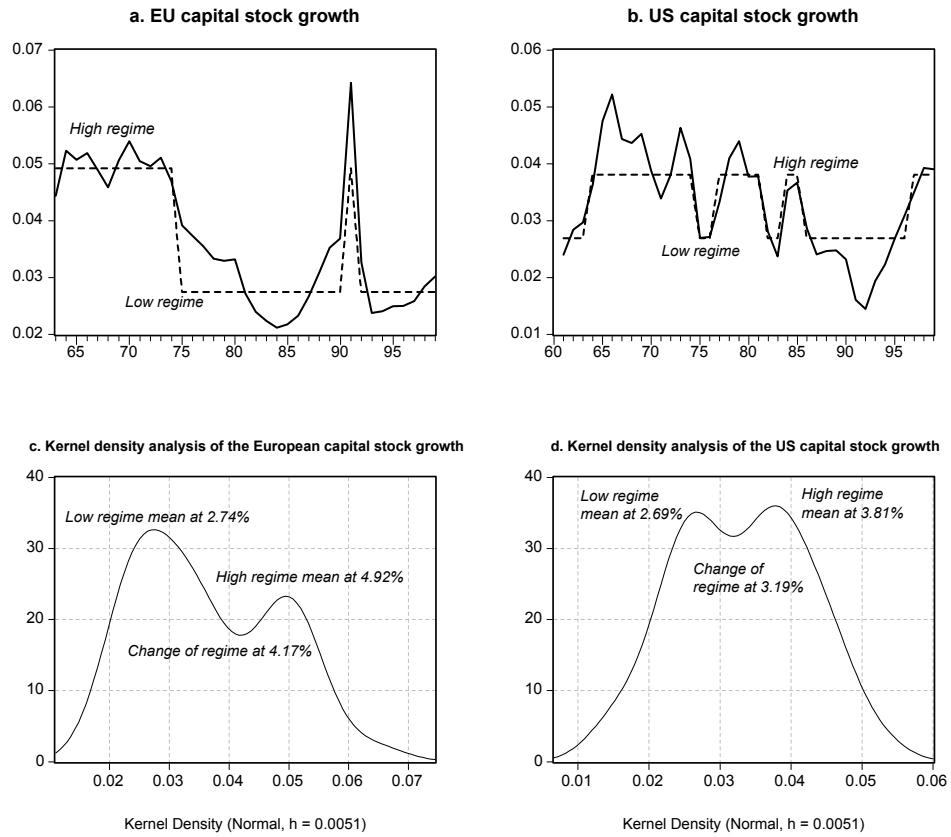 a. EU capital stock growth
0.07
0.06
0.05
0.04
0.03
0.02
High regime
Low regime
65 70 75 80 85 90 95
b. US capital stock growth
0.06
0.05
0.04
0.03
0.02
0.01
High regime
Low regime
60 65 70 75 80 85 90 95
c. Kernel density analysis of the European capital stock growth
40
30
20
10
0
Low regime mean at 2.74%
High regime mean at 4.92%
Change of regime at 4.17%
0.02 0.03 0.04 0.05 0.06 0.07
Kernel Density (Normal, h = 0.0051)
d. Kernel density analysis of the US capital stock growth
40
30
20
10
0
Low regime
mean at 2.69%
High regime
mean at 3.81%
Change of
regime at 3.19%
0.01 0.02 0.03 0.04 0.05 0.06
Kernel Density (Normal, h = 0.0051)